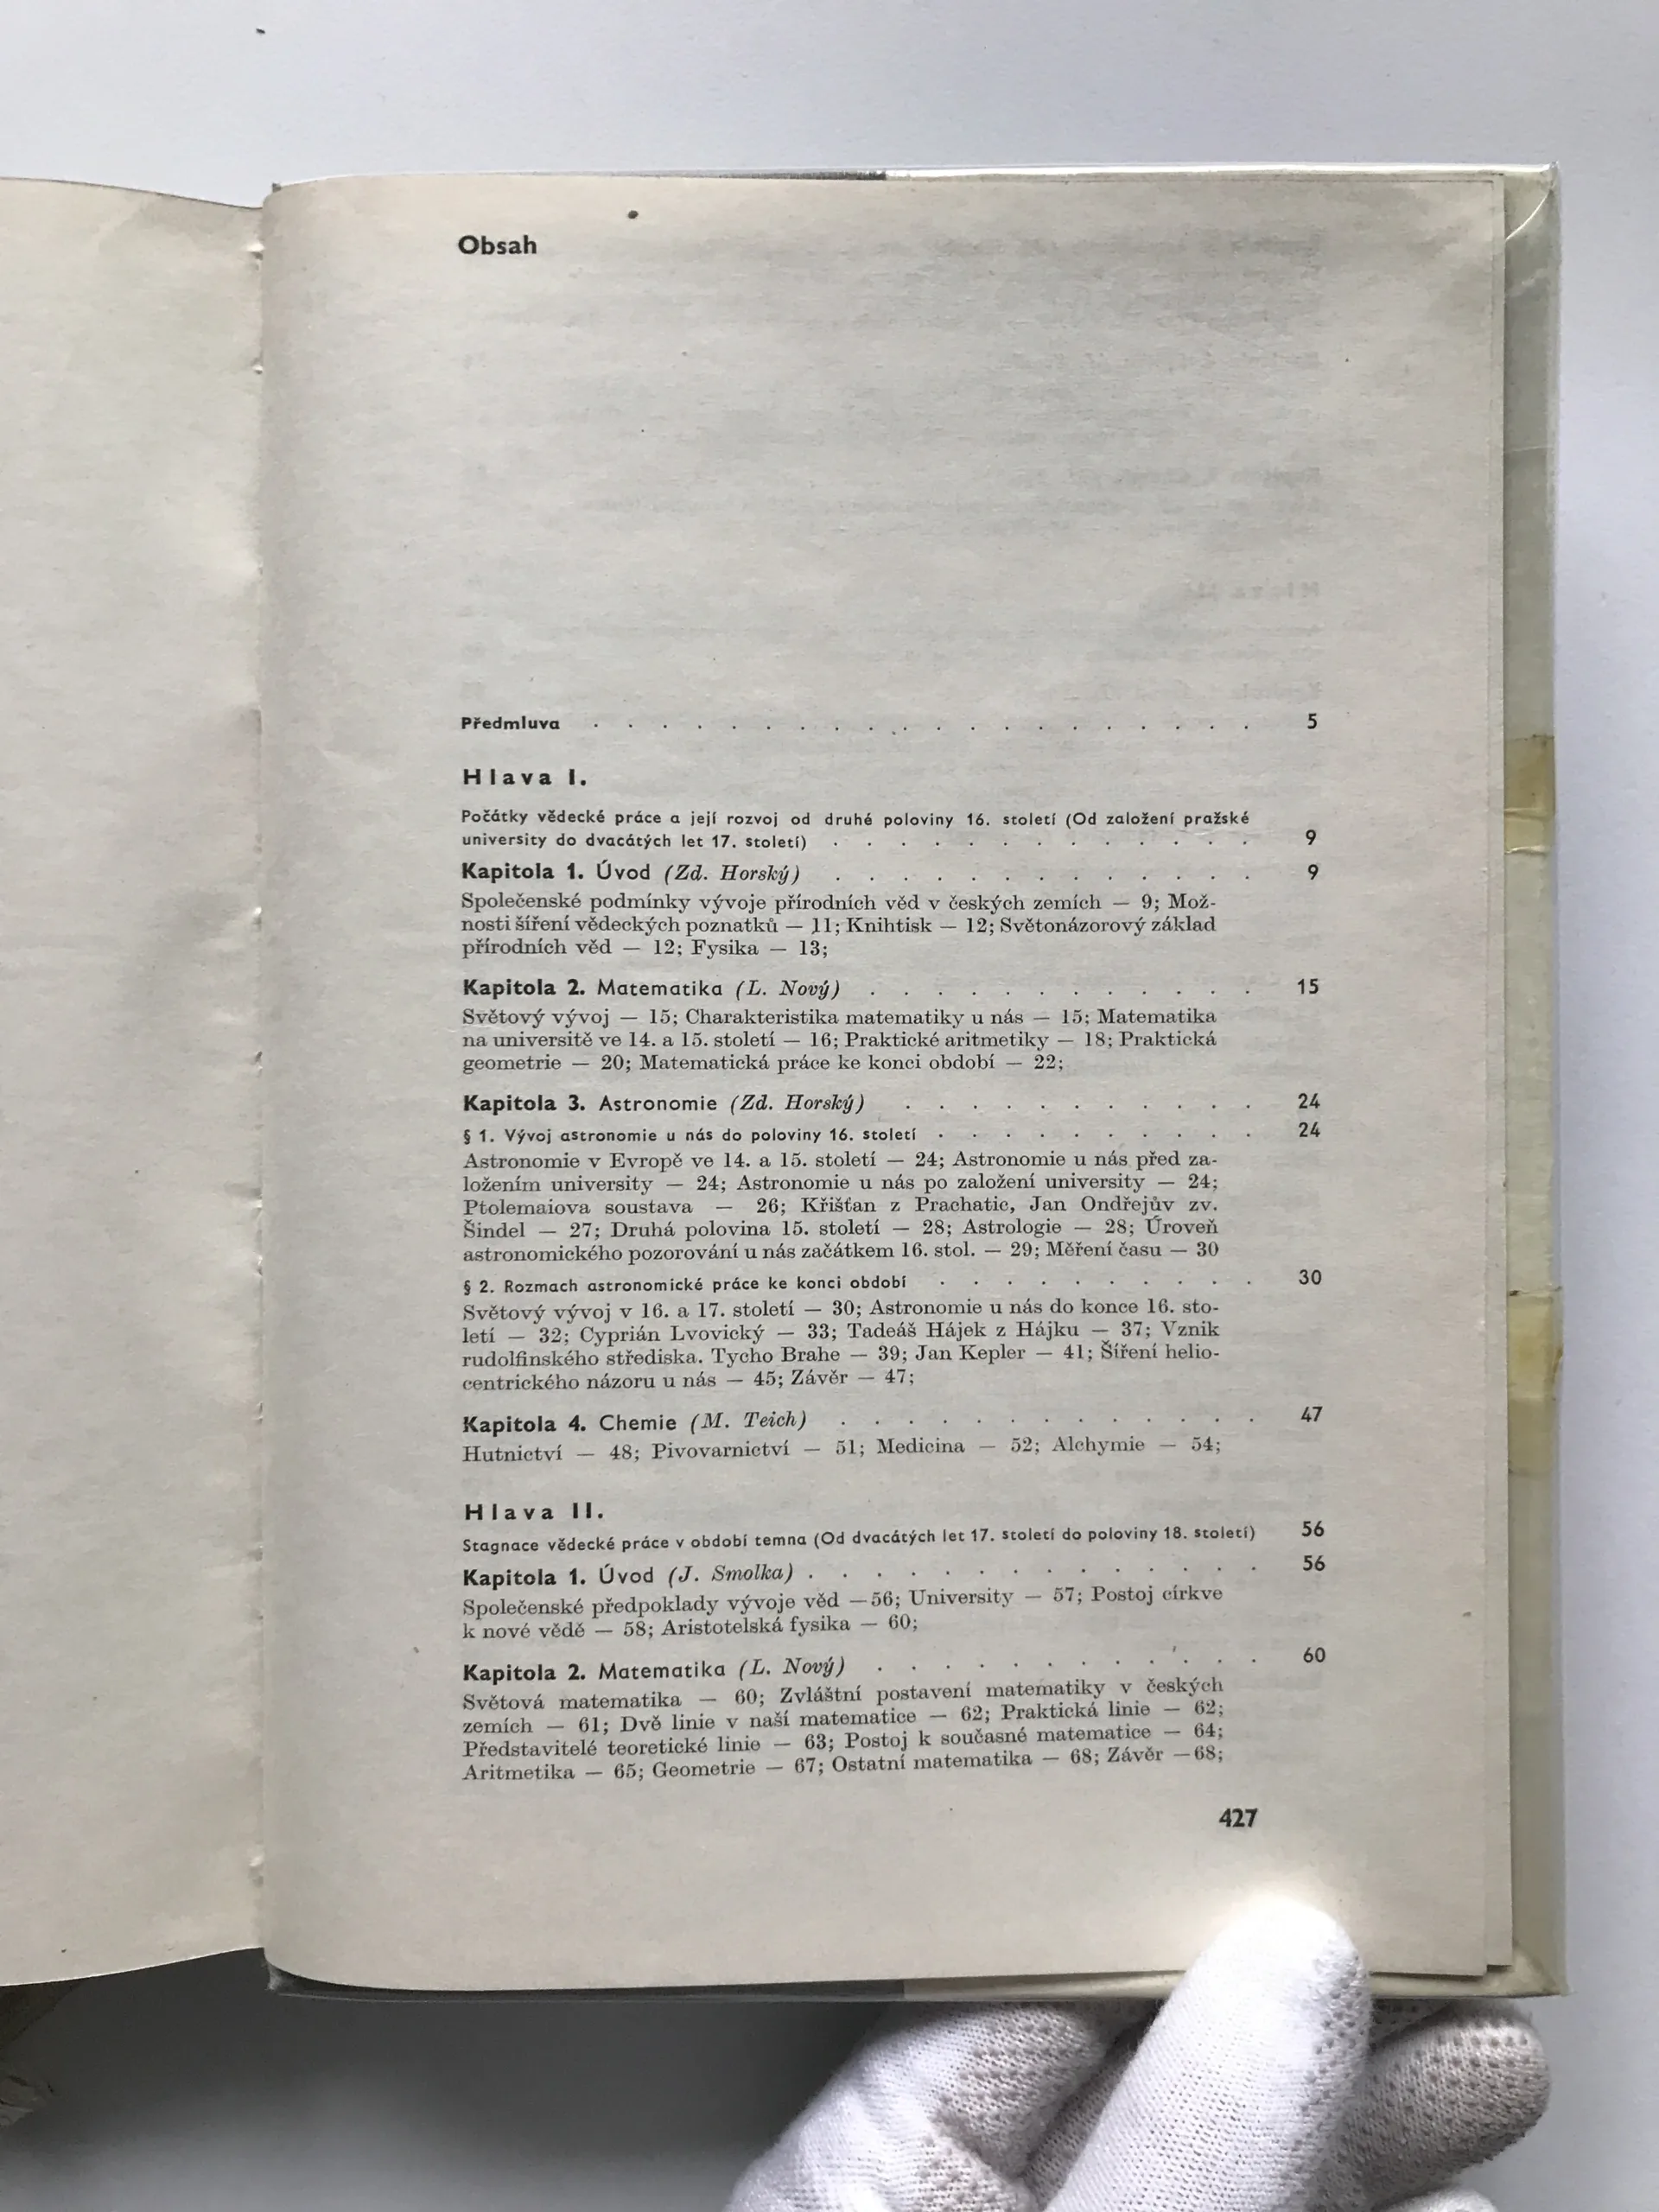 Obsah
Předmluva . . . . . . . . . . . . . . . . . . . . 5
Hlava I.
Počátky vědecké práce a její rozvoj od druhé poloviny 16. století (Od založení pražské
university do dvacátých let 17. století) . . . . . . . . . . . . . 9
Kapitola 1. Úvod (Zd. Horský) . . . . . . . . . . . . . 9
Společenské podmínky vývoje přírodních věd v českých zemích — 9; Mož-
nosti šíření vědeckých poznatků — 11; Knihtisk — 12; Světonázorový základ
přírodních věd — 12; Fysika — 13;
Kapitola 2. Matematika (L. Nový) . . . . . . . . . . . . 15
Světový vývoj — 15; Charakteristika matematiky u nás — 15; Matematika
na universitě ve 14. a 15. století — 16; Praktické aritmetiky — 18; Praktická
geometrie — 20; Matematická práce ke konci období — 22;
Kapitola 3. Astronomie (Zd. Horský) . . . . . . . . . . . 24
§ 1. Vývoj astronomie u nás do poloviny 16. století . . . . . . . . . . 24
Astronomie v Evropě ve 14. a 15. století — 24; Astronomie u nás před za-
ložením university — 24; Astronomie u nás po založení university — 24;
Ptolemaiova soustava — 26; Křišťan z Prachatic, Jan Ondřejův zv.
Šindel — 27; Druhá polovina 15. století — 28; Astrologie — 28; Úroveň
astronomického pozorování u nás začátkem 16. stol. — 29; Měření času — 30
§ 2. Rozmach astronomické práce ke konci období . . . . . . . . . . 30
Světový vývoj v 16. a 17. století — 30; Astronomie u nás do konce 16. sto-
letí — 32; Cyprián Lvovický — 33; Tadeáš Hájek z Hájku — 37; Vznik
rudolfinského střediska. Tycho Brahe — 39; Jan Kepler — 41; Šíření helio-
centrického názoru u nás — 45; Závěr — 47;
Kapitola 4. Chemie (M. Teich) . . . . . . . . . . . . . 47
Hutnictví — 48; Pivovarnictví — 51; Medicina — 52; Alchymie — 54;
Hlava II.
Stagnace vědecké práce v období temna (Od dvacátých let 17. století do poloviny 18. století) 56
Kapitola 1. Úvod (J. Smolka) . . . . . . . . . . . . . . 56
Společenské předpoklady vývoje věd — 56; University — 57; Postoj církve
k nové vědě — 58; Aristotelská fysika — 60;
Kapitola 2. Matematika (L. Nový) . . . . . . . . . . . . 60
Světová matematika — 60; Zvláštní postavení matematiky v českých
zemích — 61; Dvě linie v naší matematice — 62; Praktická linie — 62;
Představitelé teoretické linie — 63; Postoj k současné matematice — 64;
Aritmetika — 65; Geometrie — 67; Ostatní matematika — 68; Závěr — 68;
427